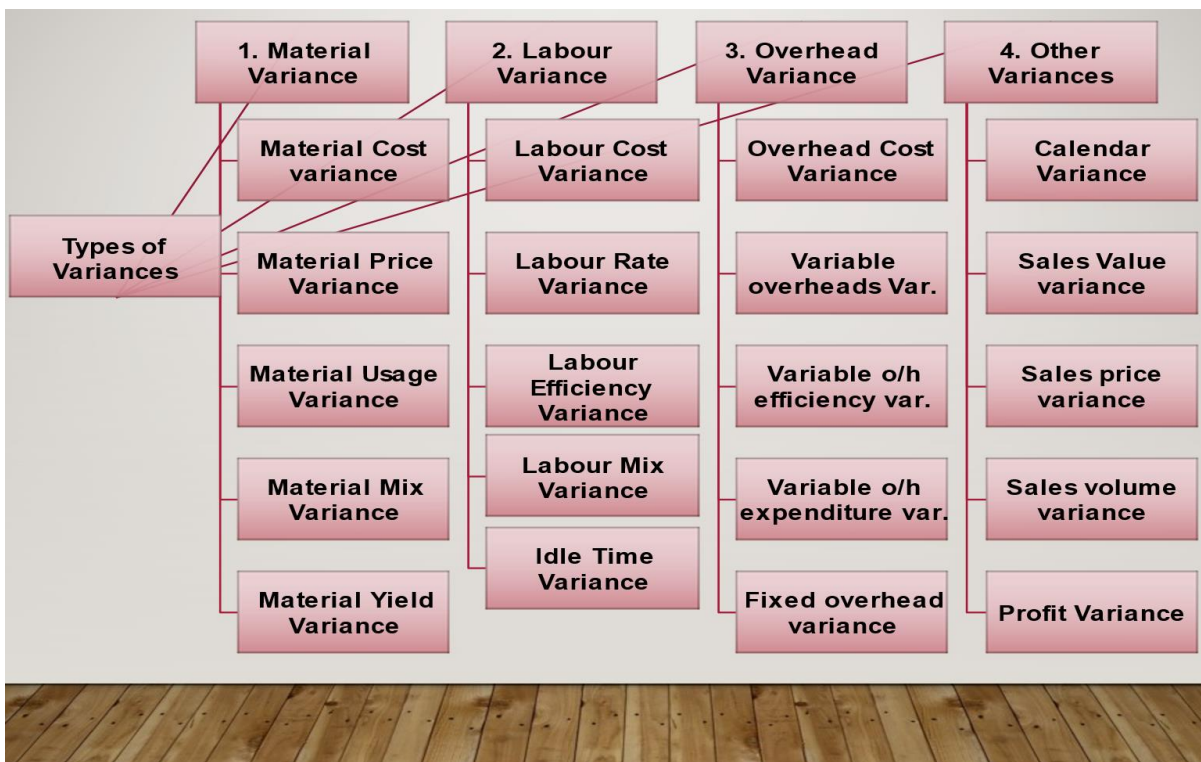 1. Material
Variance
2. Labour
Variance
3. Overhead
Variance
4. Other
Variances
Types of
Variances
Material Cost
variance
Material Price
Variance
Material Usage
Variance
Material Mix
Variance
Material Yield
Variance
Labour Cost
Variance
Labour Rate
Variance
Labour
Efficiency
Variance
Labour Mix
Variance
Idle Time
Variance
Overhead Cost
Variance
Variable
overheads Var.
Variable o/h
efficiency var.
Variable o/h
expenditure var.
Fixed overhead
variance
Calendar
Variance
Sales Value
variance
Sales price
variance
Sales volume
variance
Profit Variance